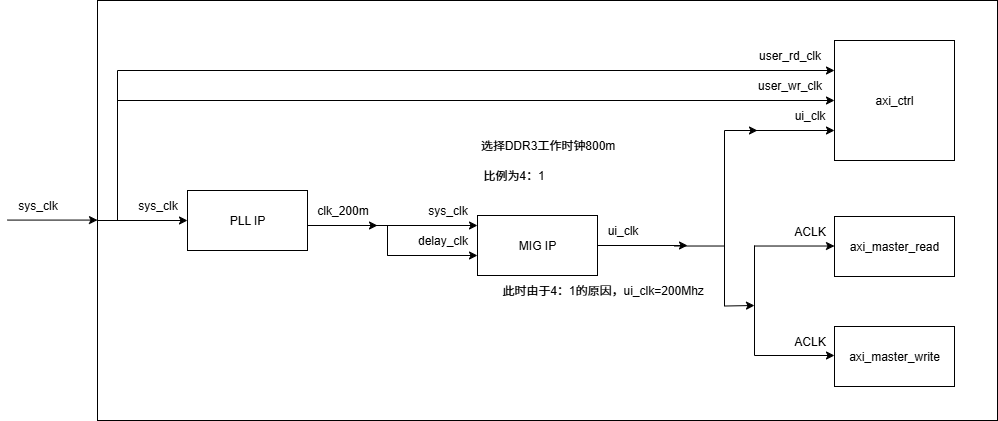 user_rd_clk
user_wr_clk
axi_ctrl
ui_clk
选择DDR3工作时钟800m
比例为4：1
sys_clk
sys_clk
PLL IP
clk_200m
sys_clk
delay_clk
MIG IP
ui_clk
此时由于4：1的原因，ui_clk=200Mhz
ACLK
axi_master_read
ACLK
axi_master_write